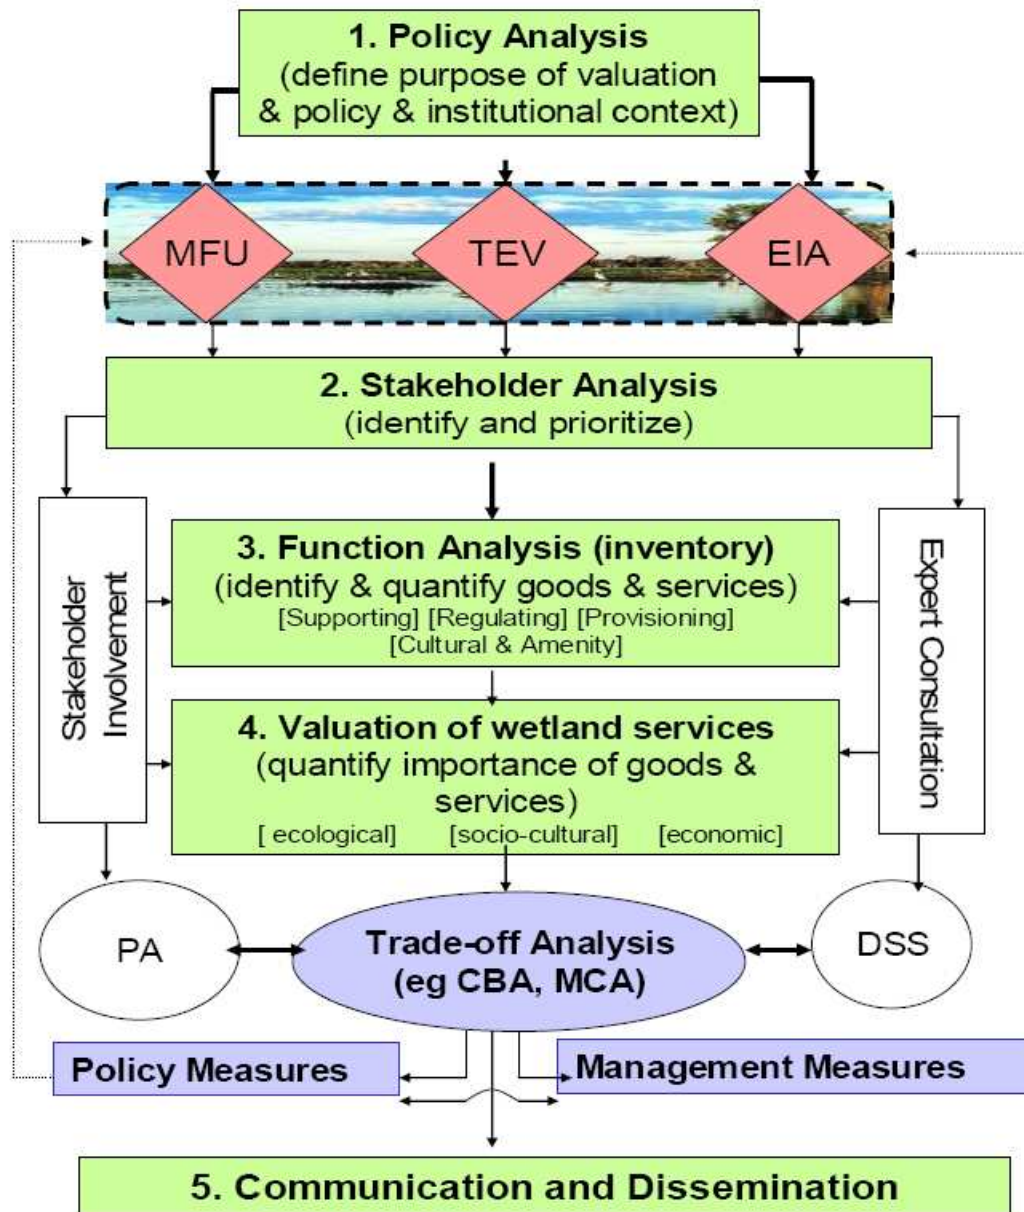 1. Policy Analysis
(define purpose of valuation
& policy & institutional context)
MFU
TEV
EIA
2. Stakeholder Analysis
(identify and prioritize)
Stakeholder
Involvement
3. Function Analysis (inventory)
(identify & quantify goods & services)
[Supporting] [Regulating] [Provisioning]
[Cultural & Amenity]
Expert Consultation
4. Valuation of wetland services
(quantify importance of goods &
services)
[ ecological] [socio-cultural] [economic]
PA
Trade-off Analysis
(eg CBA, MCA)
DSS
Policy Measures
Management Measures
5. Communication and Dissemination